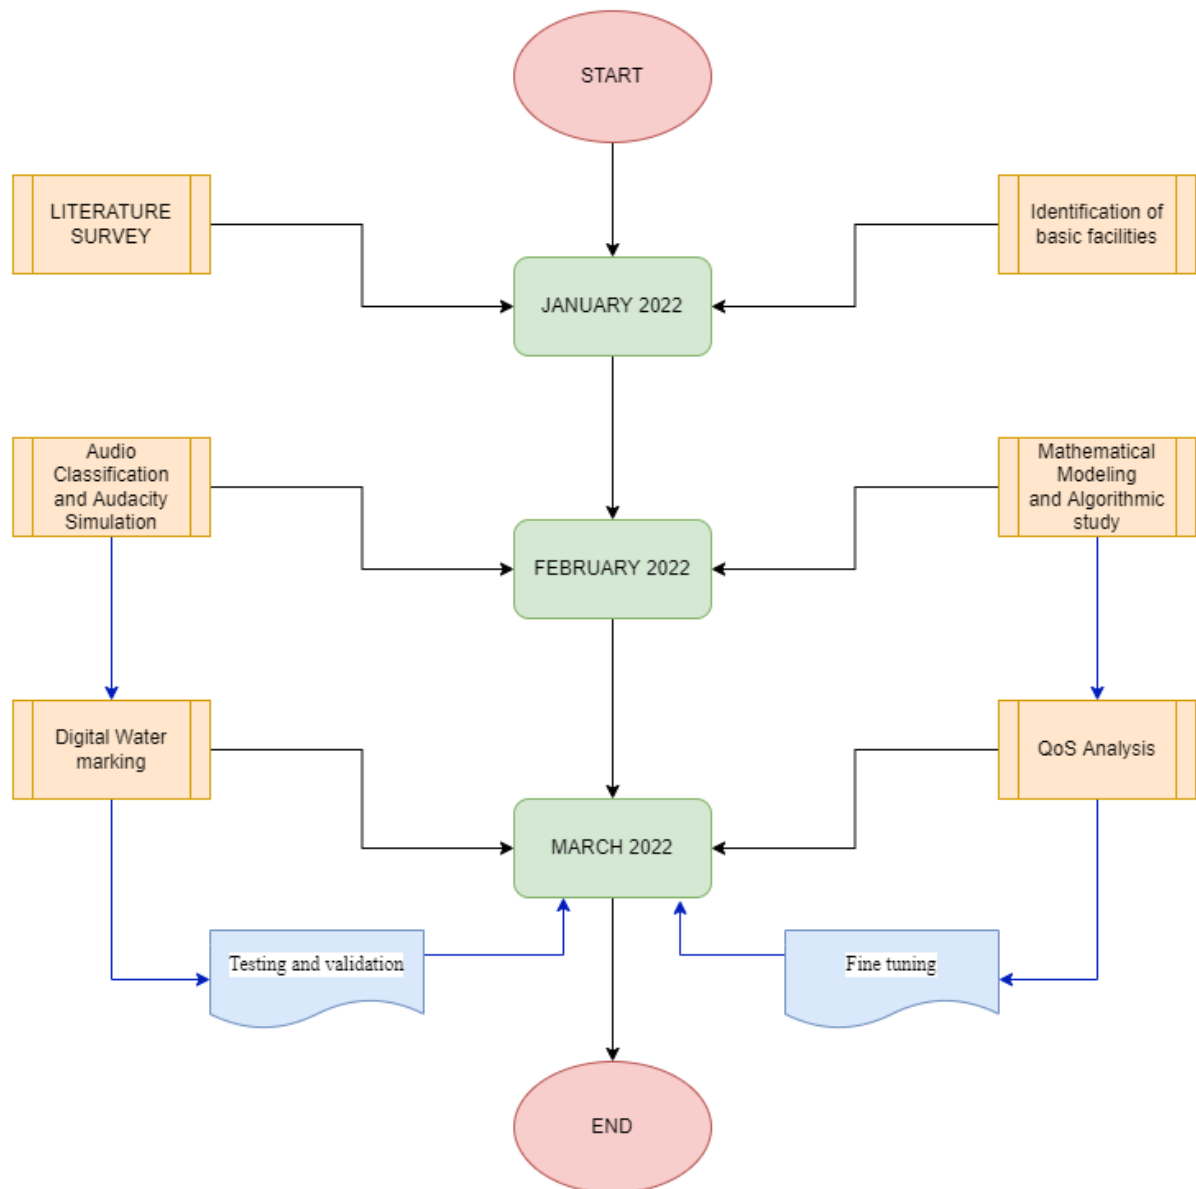 START
LITERATURE
SURVEY
Identification of
basic facilities
JANUARY 2022
Audio
Classification
and Audacity
Simulation
Mathematical
Modeling
and Algorithmic
study
FEBRUARY 2022
Digital Water
marking
QoS Analysis
MARCH 2022
Testing and validation
Fine tuning
END